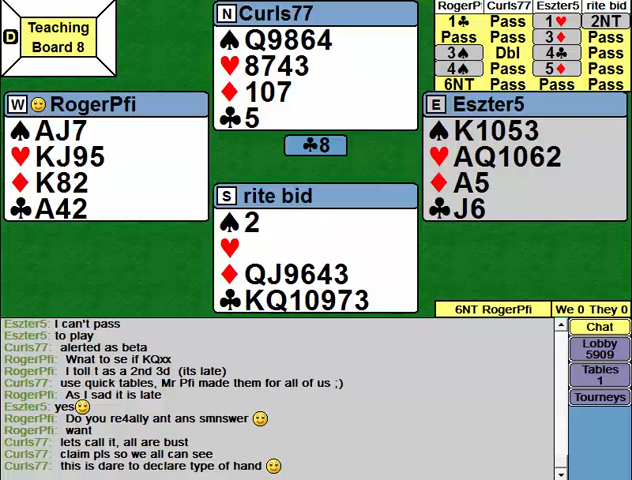 D
Teaching
Board 8
N Curls77
♠Q9864
♥8743
♦107
♣5
RogerP Curls77 Eszter5 rite bid
1♣ Pass 1♥ 2NT
Pass Pass 3♦ Pass
3♠ Dbl 4♣ Pass
4♠ Pass 5♦ Pass
6NT Pass Pass Pass
W RogerPfi
♠AJ7
♥KJ95
♦K82
♣A42
♣8
E Eszter5
♠K1053
♥AQ1062
♦A5
♣J6
S rite bid
♠2
♥
♦QJ9643
♣KQ10973
6NT RogerPfi We 0 They 0
Eszter5: I can't pass
Eszter5: to play
Curls77: alerted as beta
RogerPfi: Wnat to se if KQxx
RogerPfi: I toll t as a 2nd 3d (its late)
Curls77: use quick tables, Mr Pfi made them for all of us ;)
RogerPfi: As I sad it is late
Eszter5: yes
RogerPfi: Do you re4ally ant ans smnswer
RogerPfi: want
Curls77: lets call it, all are bust
Curls77: claim pls so we all can see
Curls77: this is dare to declare type of hand
Chat
Lobby
5909
Tables
1
Tourneys